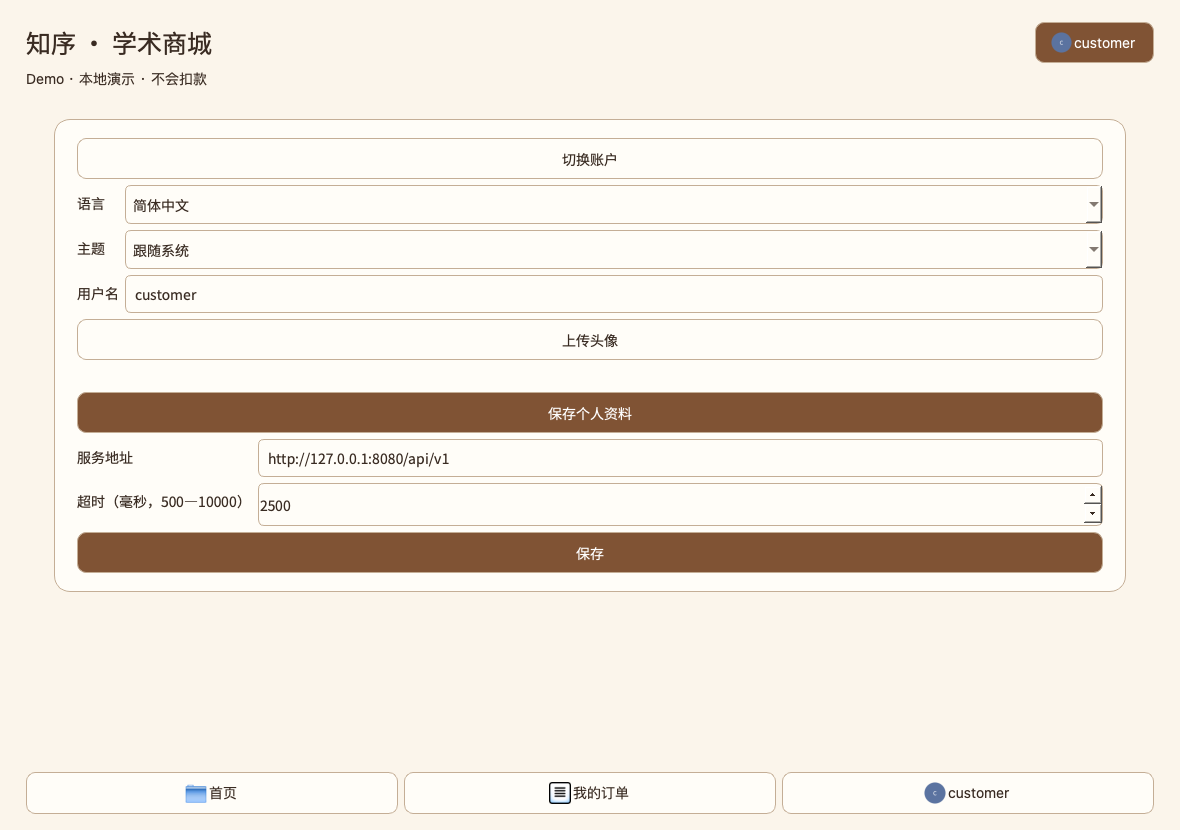 知序 · 学术商城
customer
Demo · 本地演示 · 不会扣款
切换账户
语言 简体中文
主题 跟随系统
用户名 customer
上传头像
保存个人资料
服务地址 http://127.0.0.1:8080/api/v1
超时（毫秒，500—10000） 2500
保存
首页 我的订单 c customer